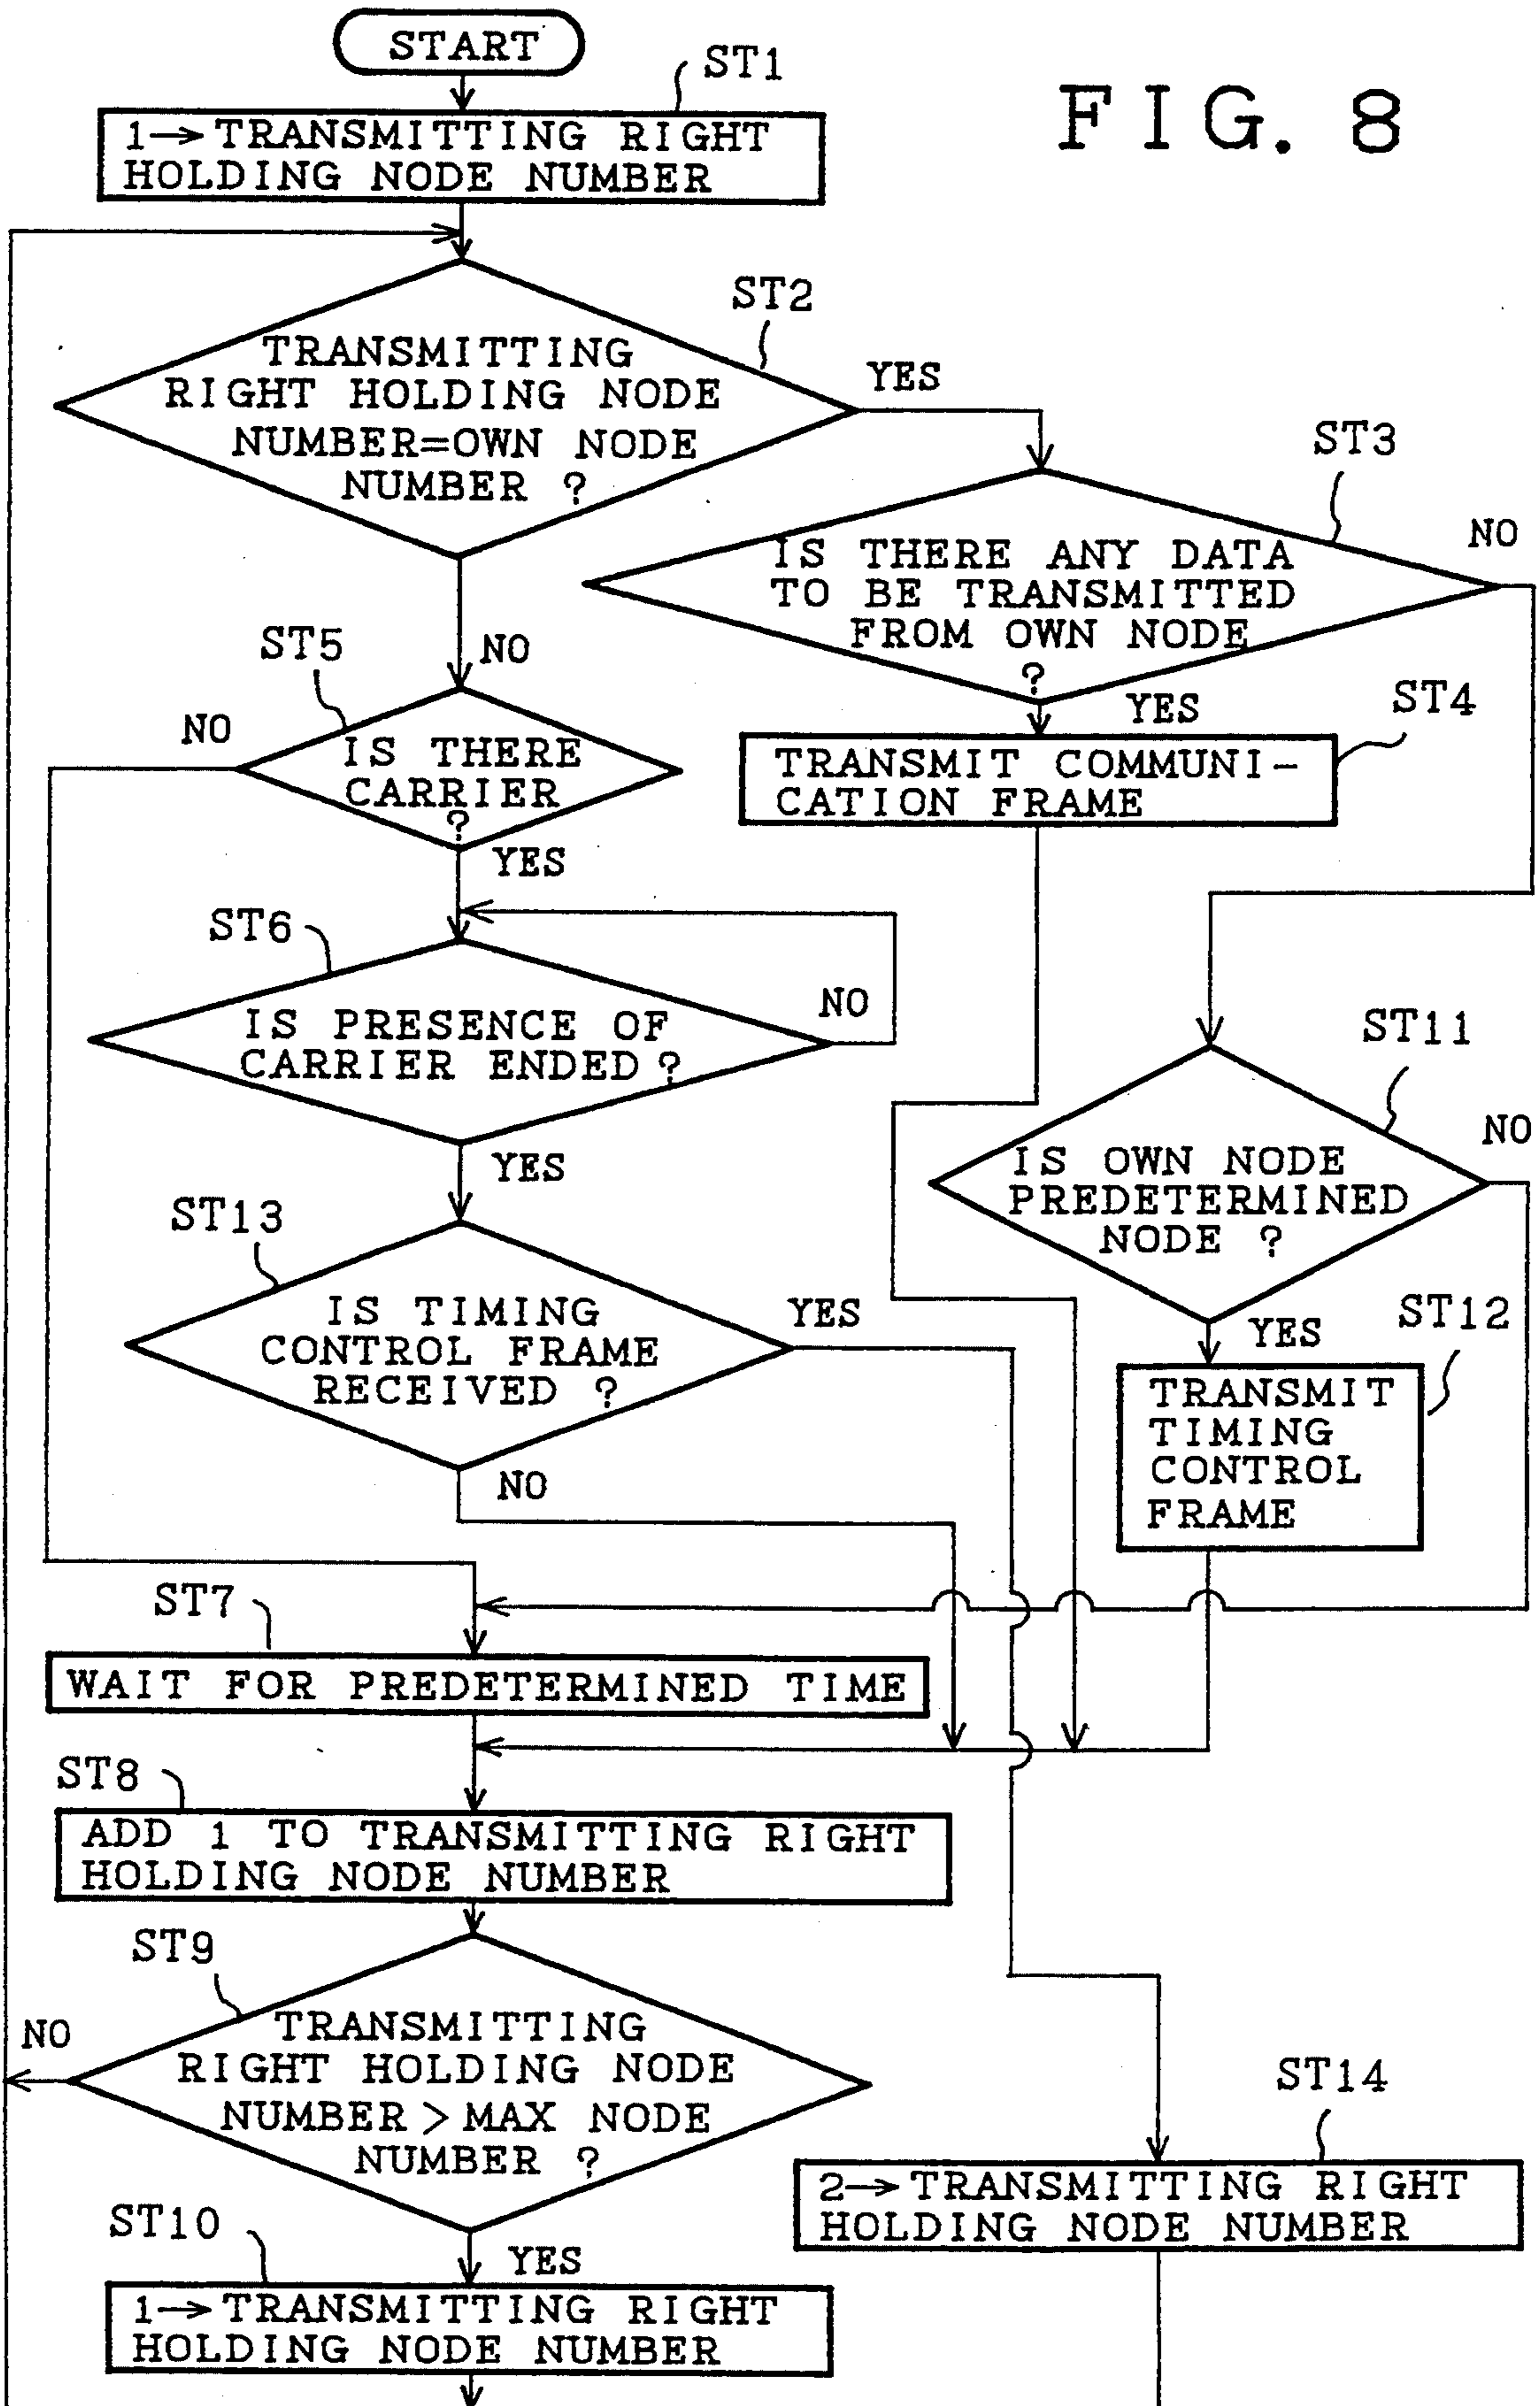 START
ST1
FIG. 8
1→TRANSMITTING RIGHT
HOLDING NODE NUMBER
ST2
TRANSMITTING
RIGHT HOLDING NODE
NUMBER=OWN NODE
NUMBER ?
YES
ST3
NO
IS THERE ANY DATA
TO BE TRANSMITTED
FROM OWN NODE
?
NO
ST5
YES
ST4
NO
IS THERE
CARRIER
?
TRANSMIT COMMUNI-
CATION FRAME
YES
ST6
NO
IS PRESENCE OF
CARRIER ENDED ?
ST11
NO
IS OWN NODE
PREDETERMINED
NODE ?
YES
ST13
IS TIMING
CONTROL FRAME
RECEIVED ?
YES
YES
ST12
TRANSMIT
TIMING
CONTROL
FRAME
NO
ST7
WAIT FOR PREDETERMINED TIME
ST8
ADD 1 TO TRANSMITTING RIGHT
HOLDING NODE NUMBER
ST9
NO
TRANSMITTING
RIGHT HOLDING NODE
NUMBER > MAX NODE
NUMBER ?
ST14
2→TRANSMITTING RIGHT
HOLDING NODE NUMBER
ST10
YES
1→TRANSMITTING RIGHT
HOLDING NODE NUMBER